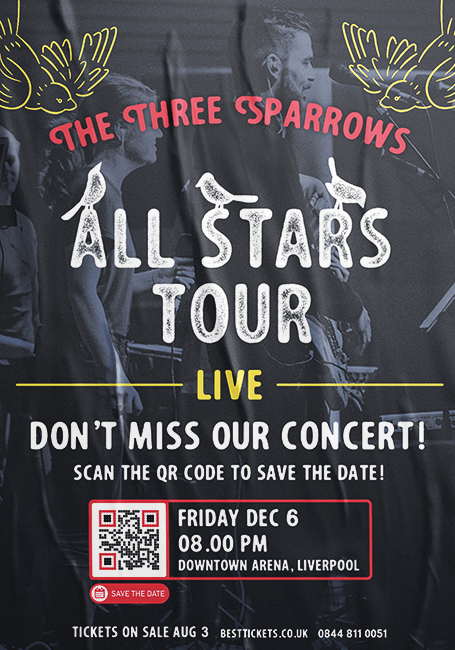 THE THREE SPARROWS
ALL STARS
TOUR
LIVE
DON'T MISS OUR CONCERT!
SCAN THE QR CODE TO SAVE THE DATE!
FRIDAY DEC 6
08.00 PM
DOWNTOWN ARENA, LIVERPOOL
SAVE THE DATE
TICKETS ON SALE AUG 3 BESTTICKETS.CO.UK 0844 811 0051